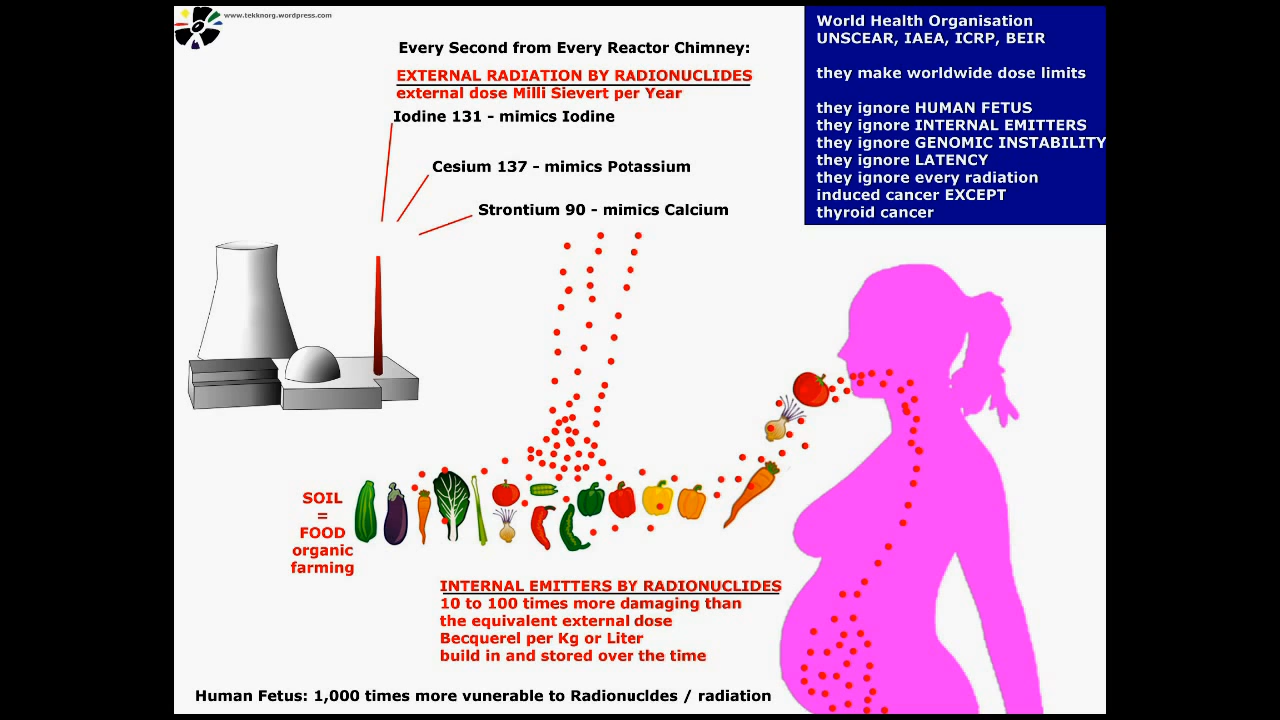 www.tekknorg.wordpress.com
Every Second from Every Reactor Chimney:
EXTERNAL RADIATION BY RADIONUCLIDES
external dose Milli Sievert per Year
Iodine 131 - mimics Iodine
Cesium 137 - mimics Potassium
Strontium 90 - mimics Calcium
World Health Organisation
UNSCEAR, IAEA, ICRP, BEIR
they make worldwide dose limits
they ignore HUMAN FETUS
they ignore INTERNAL EMITTERS
they ignore GENOMIC INSTABILITY
they ignore LATENCY
they ignore every radiation
induced cancer EXCEPT
thyroid cancer
SOIL
=
FOOD
organic
farming
INTERNAL EMITTERS BY RADIONUCLIDES
10 to 100 times more damaging than
the equivalent external dose
Becquerel per Kg or Liter
build in and stored over the time
Human Fetus: 1,000 times more vunerable to Radionucldes / radiation